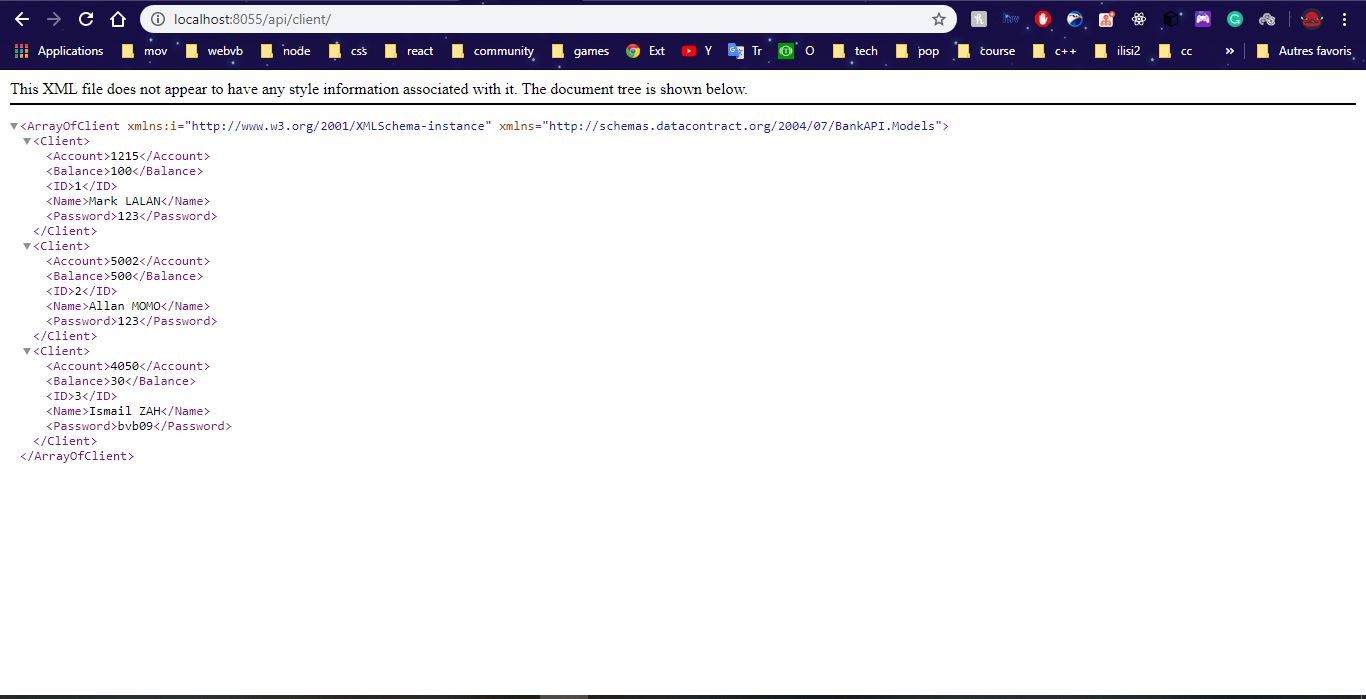 localhost:8055/api/client/
Applications mov webvb node css react community games Ext Y Tr O tech pop course c++ ilisi2 cc » Autres favoris
This XML file does not appear to have any style information associated with it. The document tree is shown below.
▼<ArrayOfClient xmlns:i="http://www.w3.org/2001/XMLSchema-instance" xmlns="http://schemas.datacontract.org/2004/07/BankAPI.Models">
▼<Client>
<Account>1215</Account>
<Balance>100</Balance>
<ID>1</ID>
<Name>Mark LALAN</Name>
<Password>123</Password>
</Client>
▼<Client>
<Account>5002</Account>
<Balance>500</Balance>
<ID>2</ID>
<Name>Allan MOMO</Name>
<Password>123</Password>
</Client>
▼<Client>
<Account>4050</Account>
<Balance>30</Balance>
<ID>3</ID>
<Name>Ismail ZAH</Name>
<Password>bvb09</Password>
</Client>
</ArrayOfClient>